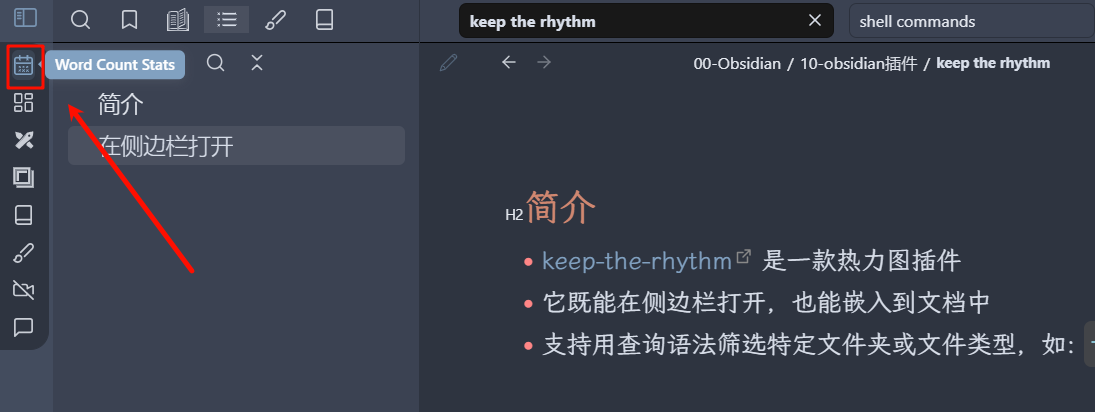 keep the rhythm
shell commands
Word Count Stats
00-Obsidian / 10-obsidian插件 / keep the rhythm
简介
在侧边栏打开
H2简介
keep-the-rhythm 是一款热力图插件
它既能在侧边栏打开，也能嵌入到文档中
支持用查询语法筛选特定文件夹或文件类型，如：